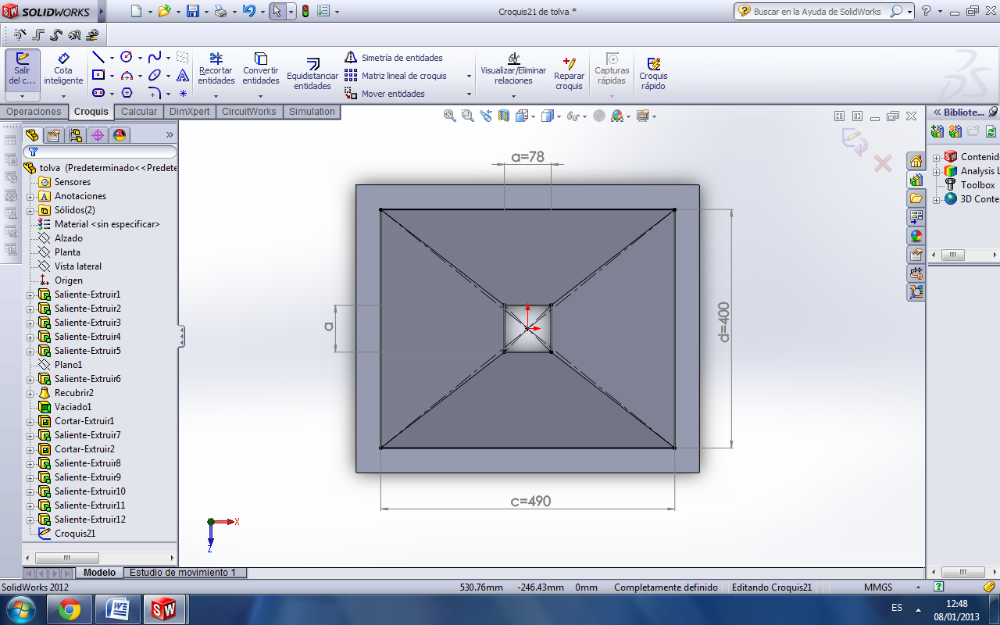 SOLIDWORKS
Croquis21 de tolva *
Buscar en la Ayuda de SolidWorks
Salir del c...
Cota inteligente
Recortar entidades
Convertir entidades
Equidistanciar entidades
Simetría de entidades
Matriz lineal de croquis
Mover entidades
Visualizar/Eliminar relaciones
Reparar croquis
Capturas rápidas
Croquis rápido
Operaciones
Croquis
Calcular
DimXpert
CircuitWorks
Simulation
Bibliote...
tolva (Predeterminado<<Predete
Sensores
Anotaciones
Sólidos(2)
Material <sin especificar>
Alzado
Planta
Vista lateral
Origen
Saliente-Extruir1
Saliente-Extruir2
Saliente-Extruir3
Saliente-Extruir4
Saliente-Extruir5
Plano1
Saliente-Extruir6
Recubrir2
Vaciado1
Cortar-Extruir1
Saliente-Extruir7
Cortar-Extruir2
Saliente-Extruir8
Saliente-Extruir9
Saliente-Extruir10
Saliente-Extruir11
Saliente-Extruir12
Croquis21
a=78
a
d=400
c=490
X
Z
Contenid
Analysis L
Toolbox
3D Conte
Modelo
Estudio de movimiento 1
SolidWorks 2012
530.76mm
-246.43mm
0mm
Completamente definido
Editando Croquis21
MMGS
ES
12:48
08/01/2013